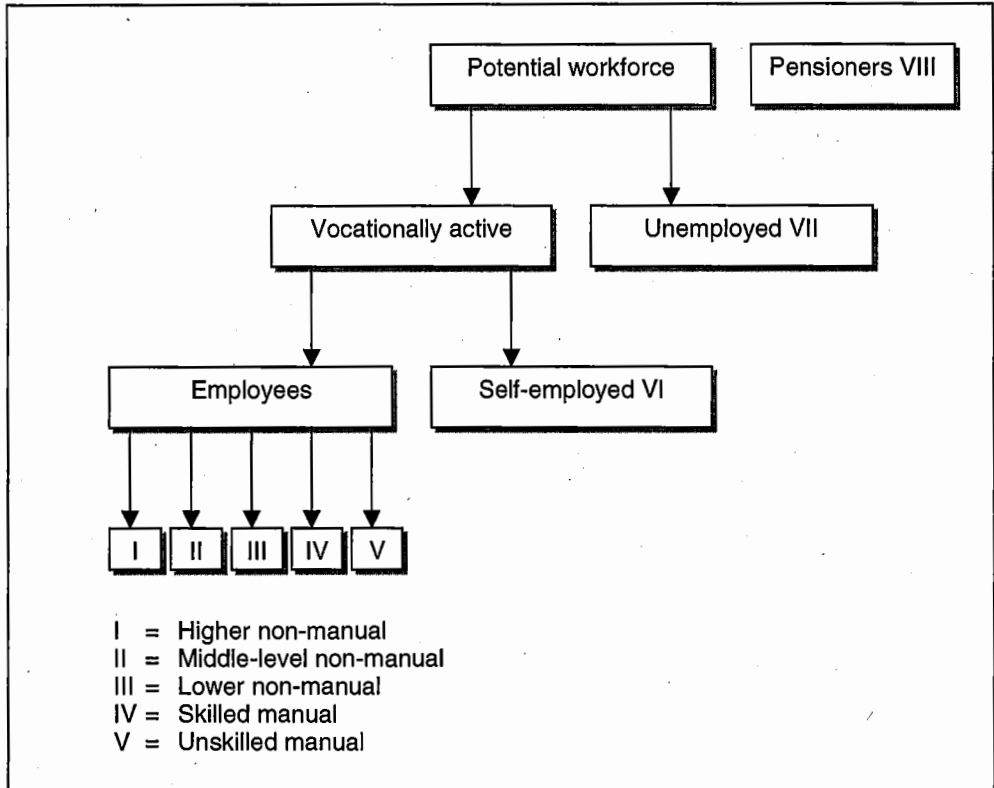 Potential workforce
Pensioners VIII
Vocationally active
Unemployed VII
Employees
Self-employed VI
I
II
III
IV
V
I = Higher non-manual
II = Middle-level non-manual
III = Lower non-manual
IV = Skilled manual
V = Unskilled manual